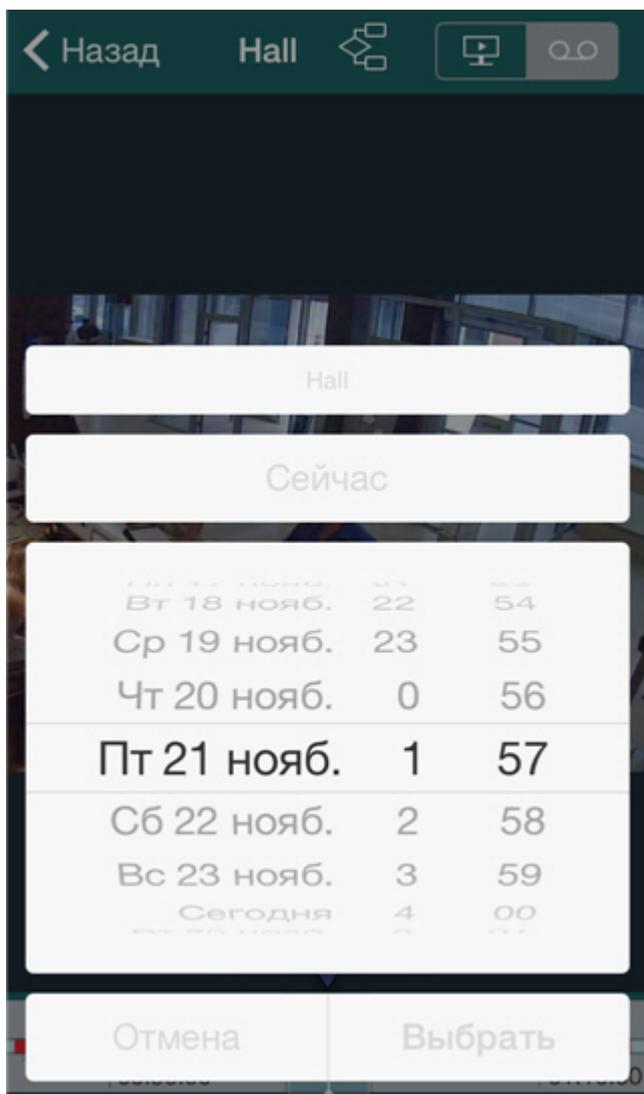 Назад Hall
Hall
Сейчас
Вт 18 нояб. 22 54
Ср 19 нояб. 23 55
Чт 20 нояб. 0 56
Пт 21 нояб. 1 57
Сб 22 нояб. 2 58
Вс 23 нояб. 3 59
Сегодня 4 00
Отмена Выбрать